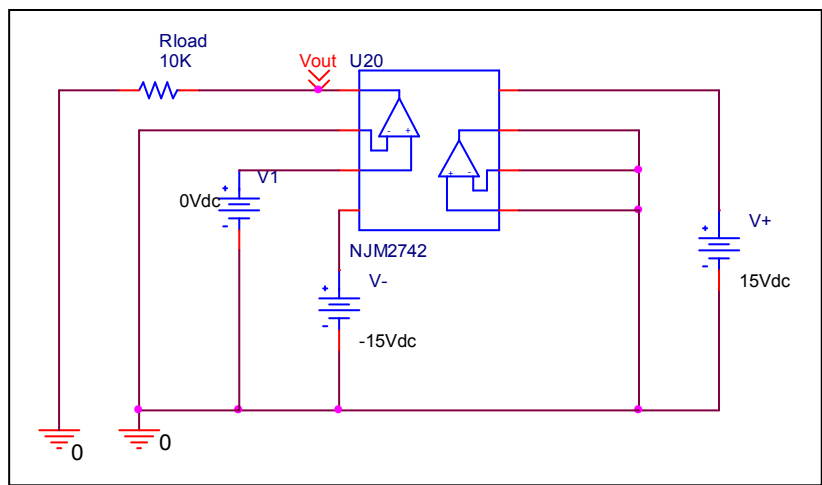 Rload
10K
Vout
U20
V1
0Vdc
NJM2742
V-
-15Vdc
V+
15Vdc
0
0